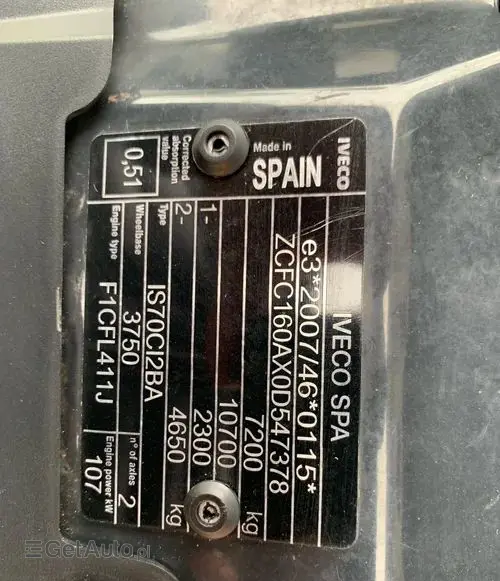 IVECO
Made in
SPAIN
Corrected
absorption
value
0,51
IVECO SPA
e3*2007/46*0115*
ZCFC160AX0D547378
7200 kg
10700 kg
1- 2300
2- 4650
Type IS70CI2BA
Wheelbase 3750 n° of axles 2
Engine type F1CFL411J Engine power kW 107
GetAuto.pl